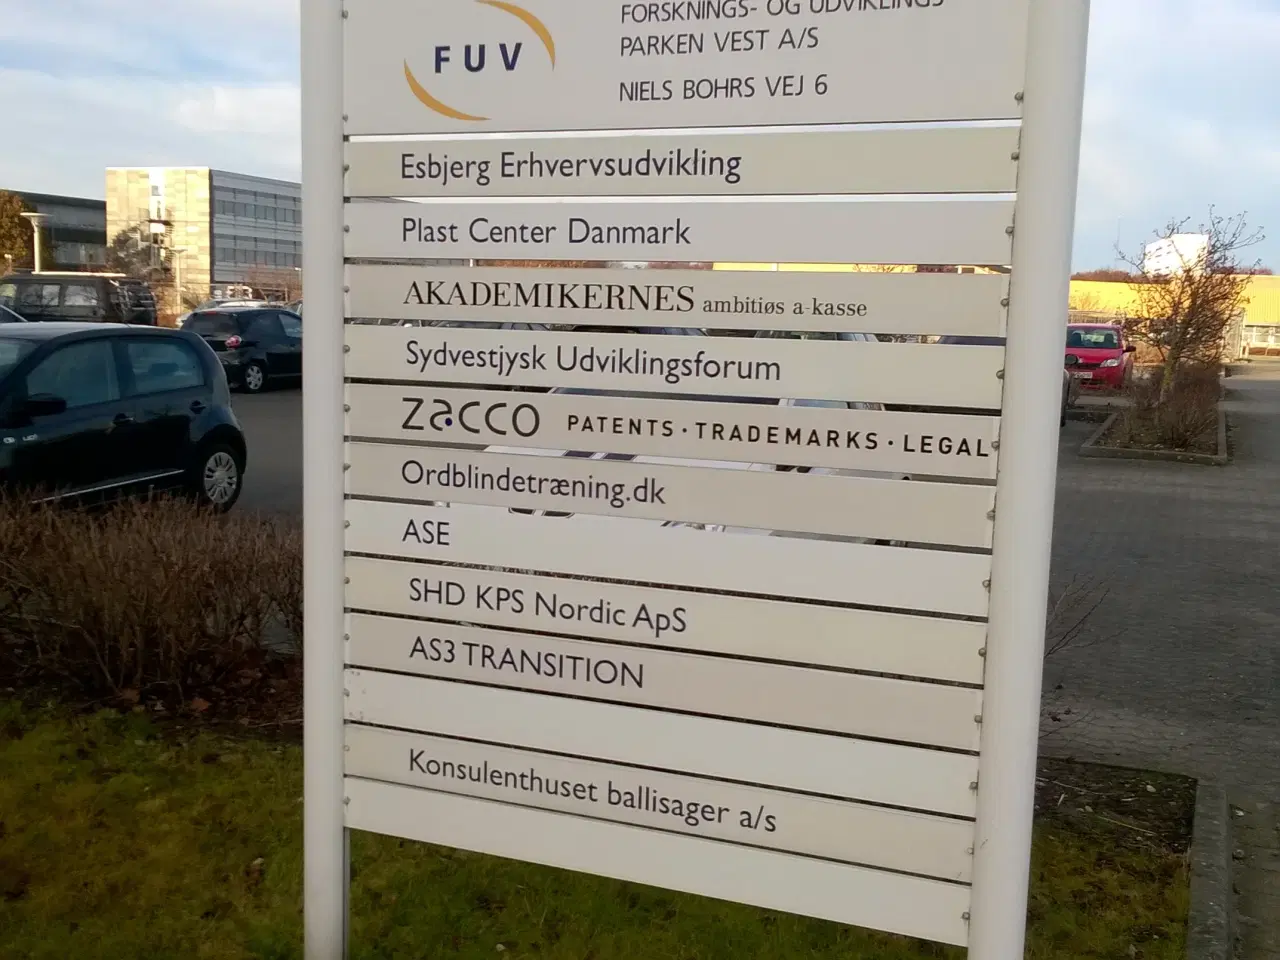 FUV
FORSKNINGS- OG UDVIKLINGS
PARKEN VEST A/S
NIELS BOHRS VEJ 6
Esbjerg Erhvervsudvikling
Plast Center Danmark
AKADEMIKERNES ambitiøs a-kasse
Sydvestjysk Udviklingsforum
zacco PATENTS · TRADEMARKS · LEGAL
Ordblindetræning.dk
ASE
SHD KPS Nordic ApS
AS3 TRANSITION
Konsulenthuset ballisager a/s